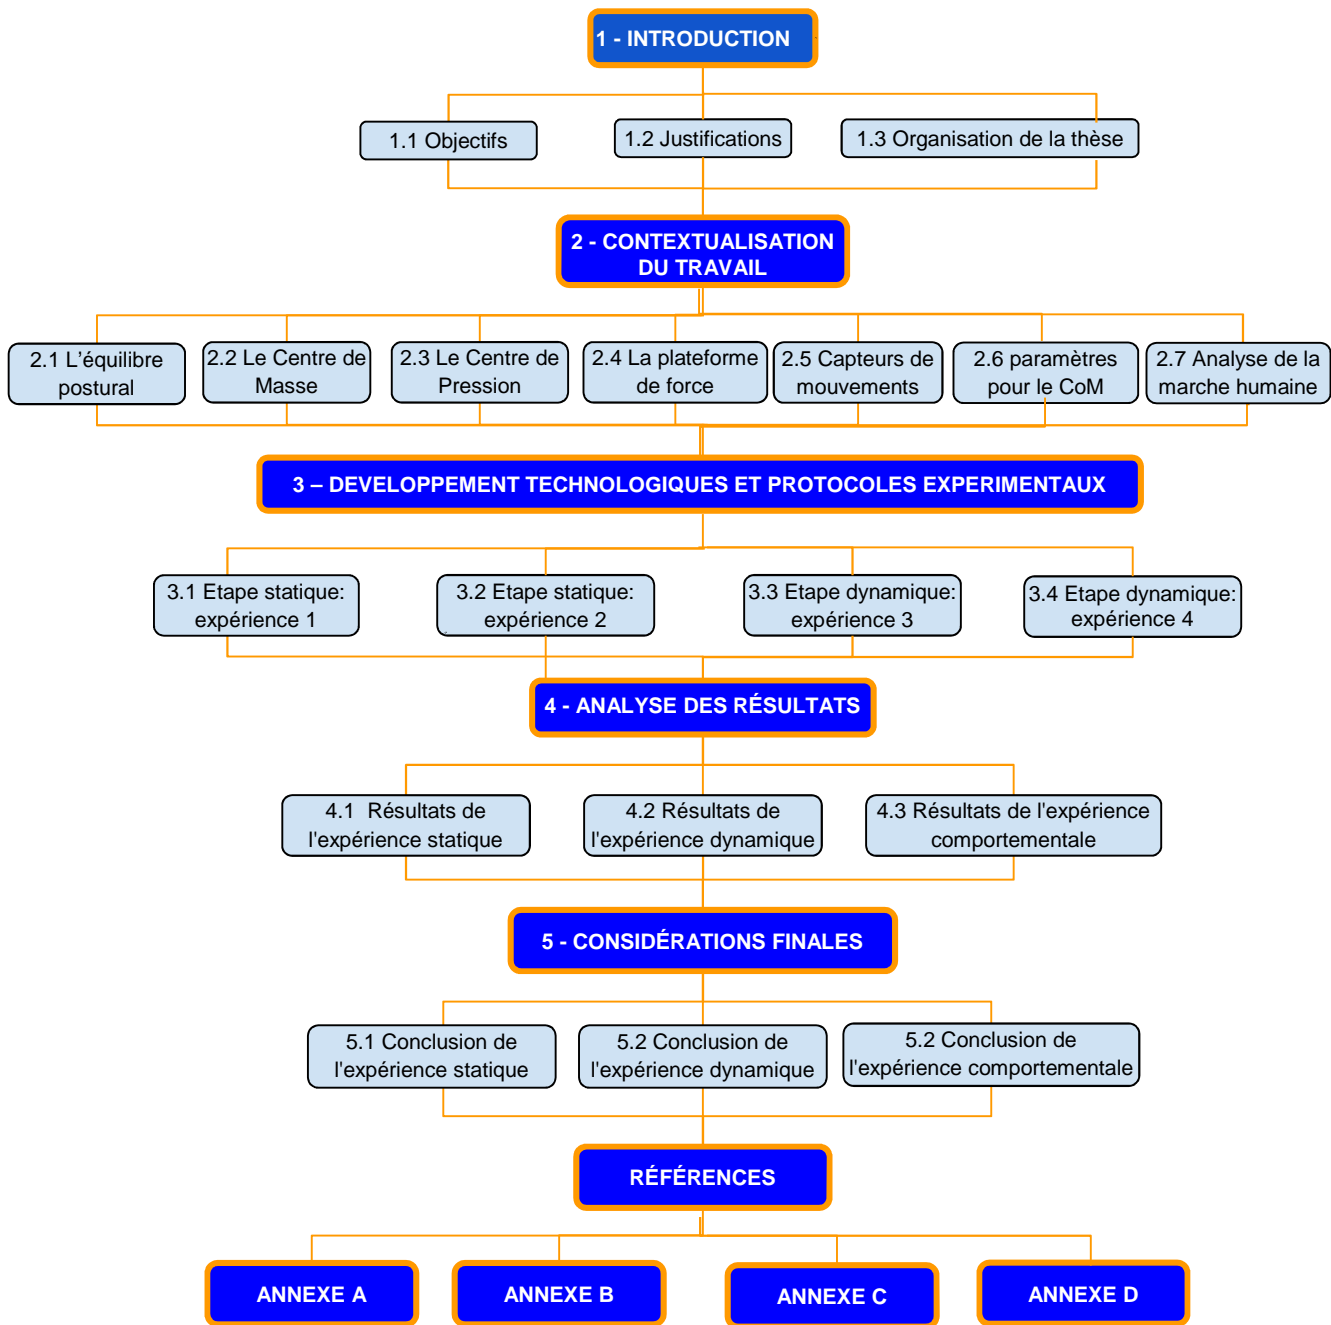 1 - INTRODUCTION
1.1 Objectifs
1.2 Justifications
1.3 Organisation de la thèse
2 - CONTEXTUALISATION
DU TRAVAIL
2.1 L'équilibre
postural
2.2 Le Centre de
Masse
2.3 Le Centre de
Pression
2.4 La plateforme
de force
2.5 Capteurs de
mouvements
2.6 paramètres
pour le CoM
2.7 Analyse de la
marche humaine
3 – DEVELOPPEMENT TECHNOLOGIQUES ET PROTOCOLES EXPERIMENTAUX
3.1 Etape statique:
expérience 1
3.2 Etape statique:
expérience 2
3.3 Etape dynamique:
expérience 3
3.4 Etape dynamique:
expérience 4
4 - ANALYSE DES RÉSULTATS
4.1 Résultats de
l'expérience statique
4.2 Résultats de
l'expérience dynamique
4.3 Résultats de l'expérience
comportementale
5 - CONSIDÉRATIONS FINALES
5.1 Conclusion de
l'expérience statique
5.2 Conclusion de
l'expérience dynamique
5.2 Conclusion de
l'expérience comportementale
RÉFÉRENCES
ANNEXE A
ANNEXE B
ANNEXE C
ANNEXE D